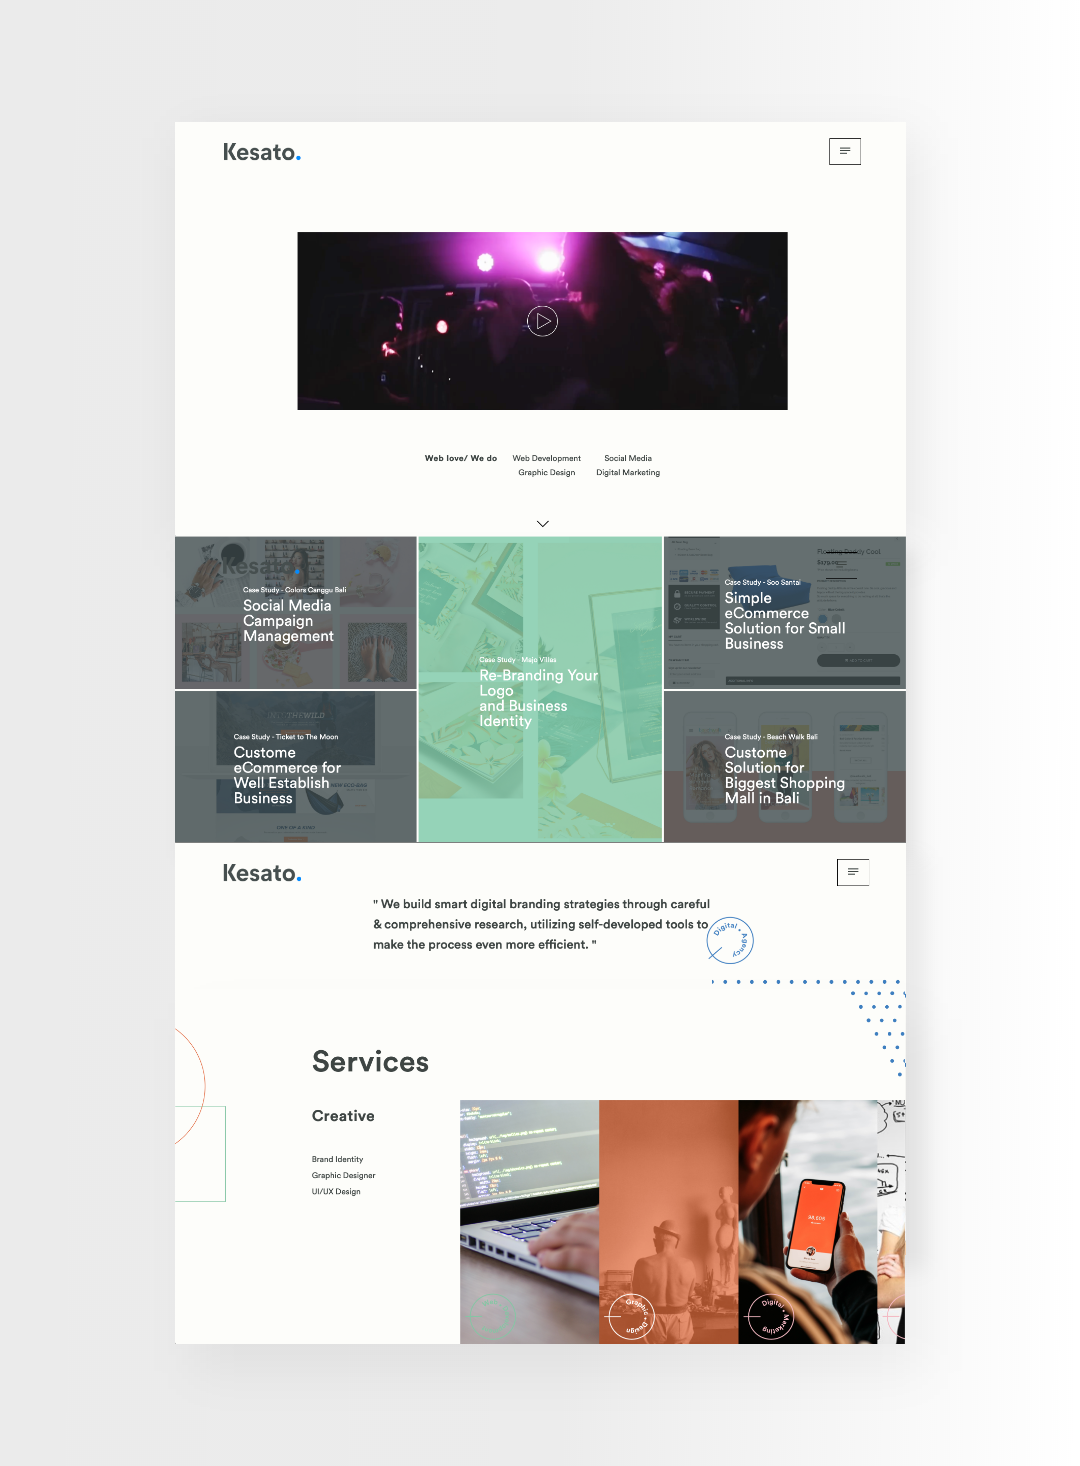 Kesato.
Web love/ We do
Web Development
Social Media
Graphic Design
Digital Marketing
Kesato.
Case Study - Colors Canggu Bali
Social Media
Campaign
Management
Case Study - Majo Villas
Re-Branding Your
Logo
and Business
Identity
Case Study - Soo Santai
Simple
eCommerce
Solution for Small
Business
Case Study - Ticket to The Moon
Custome
eCommerce for
Well Establish
Business
Case Study - Beach Walk Bali
Custome
Solution for
Biggest Shopping
Mall in Bali
Kesato.
" We build smart digital branding strategies through careful
& comprehensive research, utilizing self-developed tools to
make the process even more efficient. "
Digital • Agency
Services
Creative
Brand Identity
Graphic Designer
UI/UX Design
Graphic • Design
Digital • Marketing